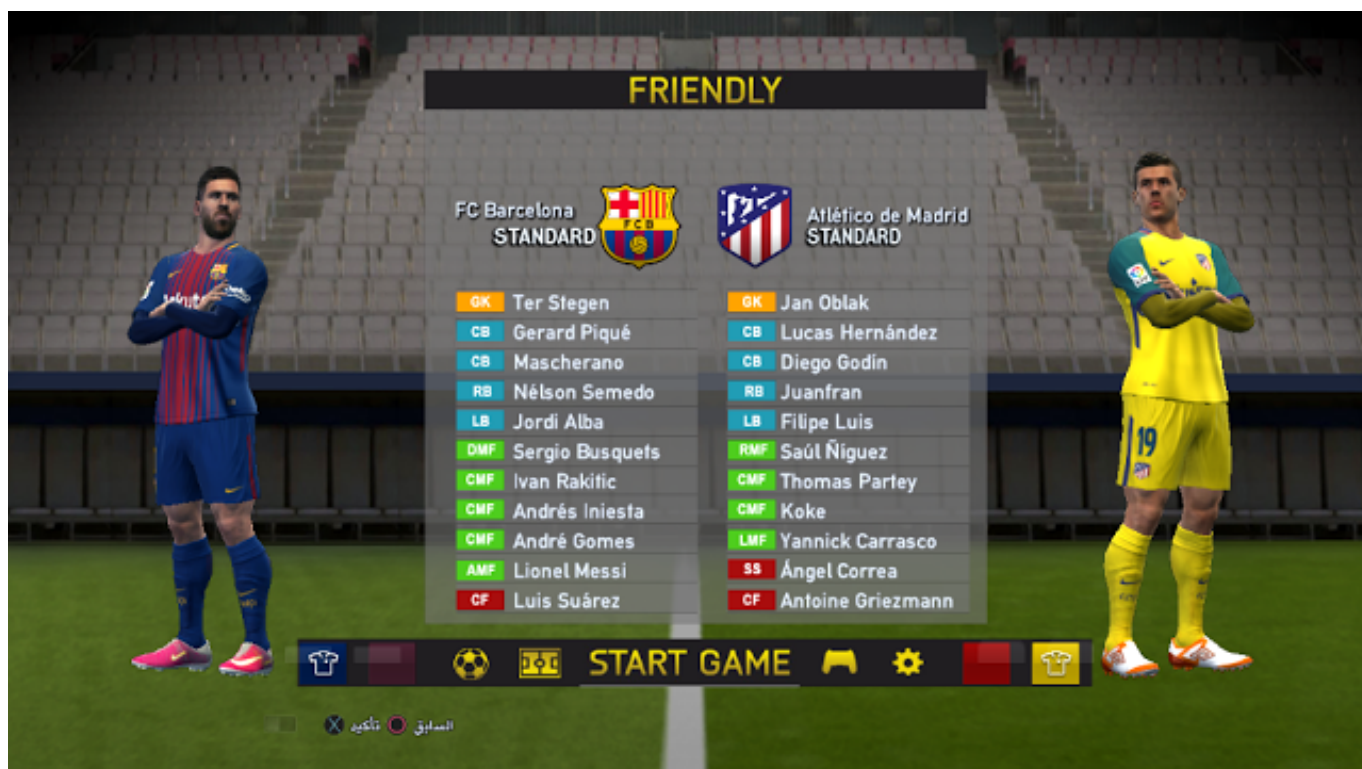 FRIENDLY
FC Barcelona
STANDARD
FCB
Atlético de Madrid
STANDARD
GK Ter Stegen
CB Gerard Piqué
CB Mascherano
RB Nélson Semedo
LB Jordi Alba
DMF Sergio Busquets
CMF Ivan Rakitic
CMF Andrés Iniesta
CMF André Gomes
AMF Lionel Messi
CF Luis Suárez
GK Jan Oblak
CB Lucas Hernández
CB Diego Godín
RB Juanfran
LB Filipe Luis
RMF Saúl Ñíguez
CMF Thomas Partey
CMF Koke
LMF Yannick Carrasco
SS Ángel Correa
CF Antoine Griezmann
19
START GAME
تأكيد
السابق